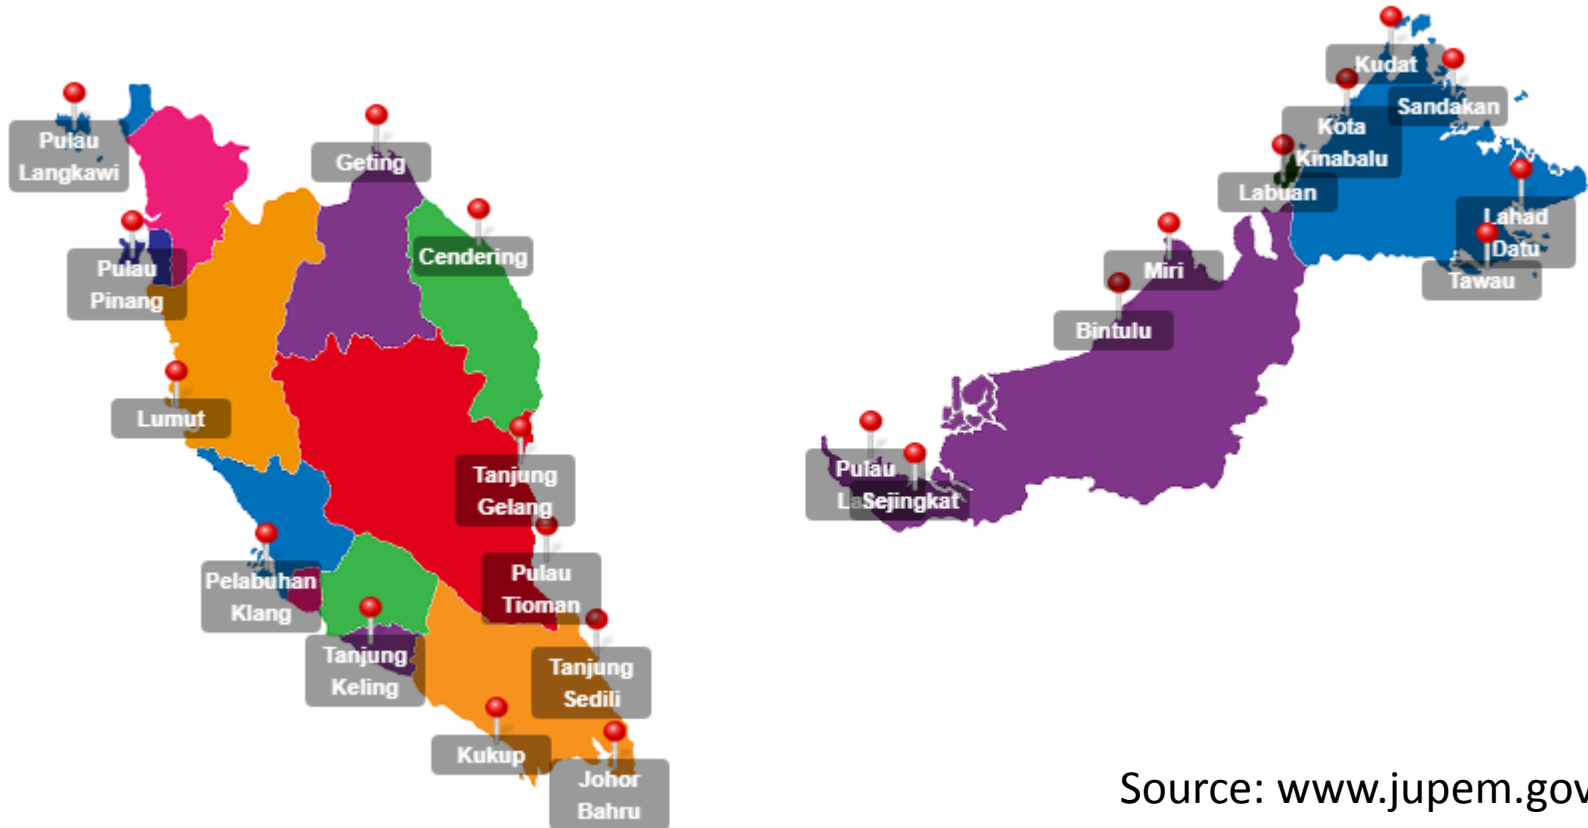 Pulau
Langkawi
Geting
Pulau
Pinang
Cendering
Lumut
Tanjung
Gelang
Pelabuhan
Klang
Pulau
Tioman
Tanjung
Keling
Tanjung
Sedili
Kukup
Johor
Bahru
Kudat
Sandakan
Kota
Kinabalu
Labuan
Lahad
Datu
Tawau
Miri
Bintulu
Pulau
Sejingkat
Source: www.jupem.gov